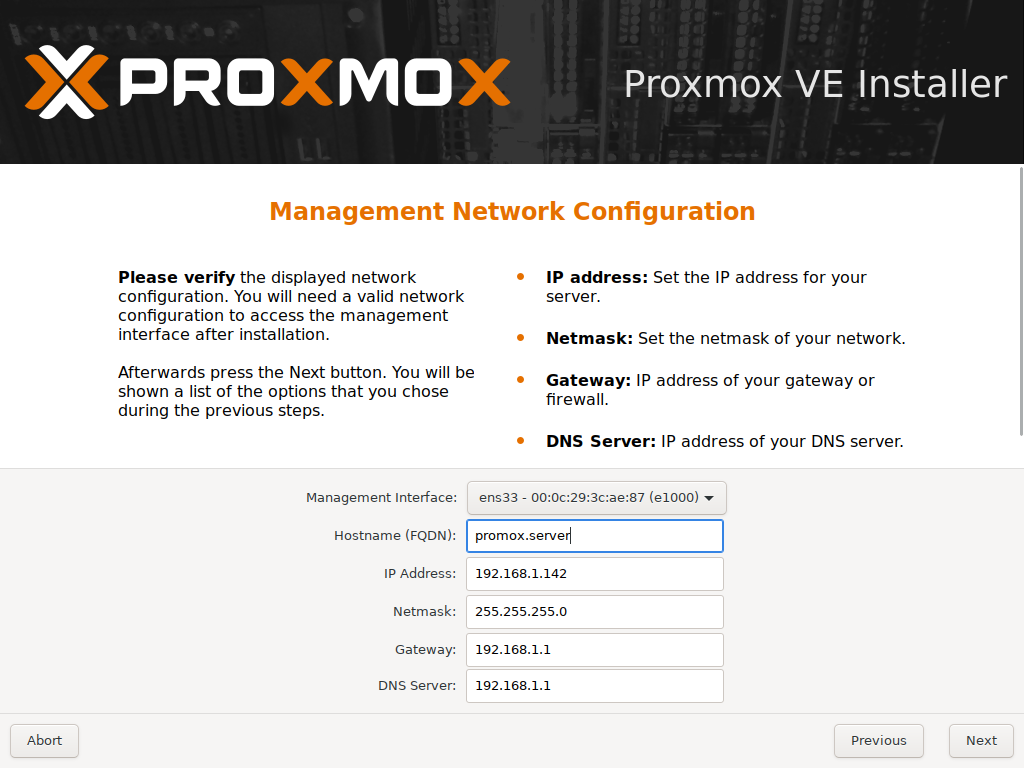 PROXMOX
Proxmox VE Installer
Management Network Configuration
Please verify the displayed network
configuration. You will need a valid network
configuration to access the management
interface after installation.
Afterwards press the Next button. You will be
shown a list of the options that you chose
during the previous steps.
IP address: Set the IP address for your
server.
Netmask: Set the netmask of your network.
Gateway: IP address of your gateway or
firewall.
DNS Server: IP address of your DNS server.
Management Interface: ens33 - 00:0c:29:3c:ae:87 (e1000)
Hostname (FQDN): promox.server
IP Address: 192.168.1.142
Netmask: 255.255.255.0
Gateway: 192.168.1.1
DNS Server: 192.168.1.1
Abort Previous Next